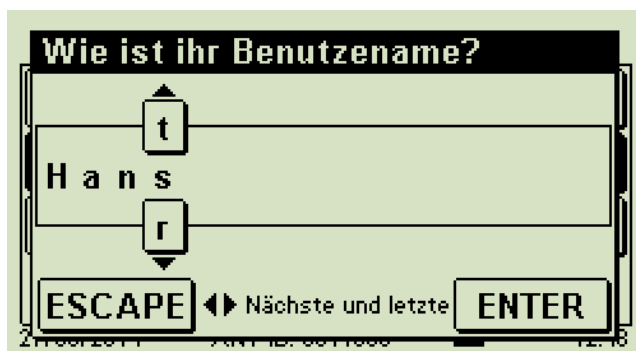 Wie ist ihr Benutzename?
t
H a n s
r
ESCAPE Nächste und letzte ENTER